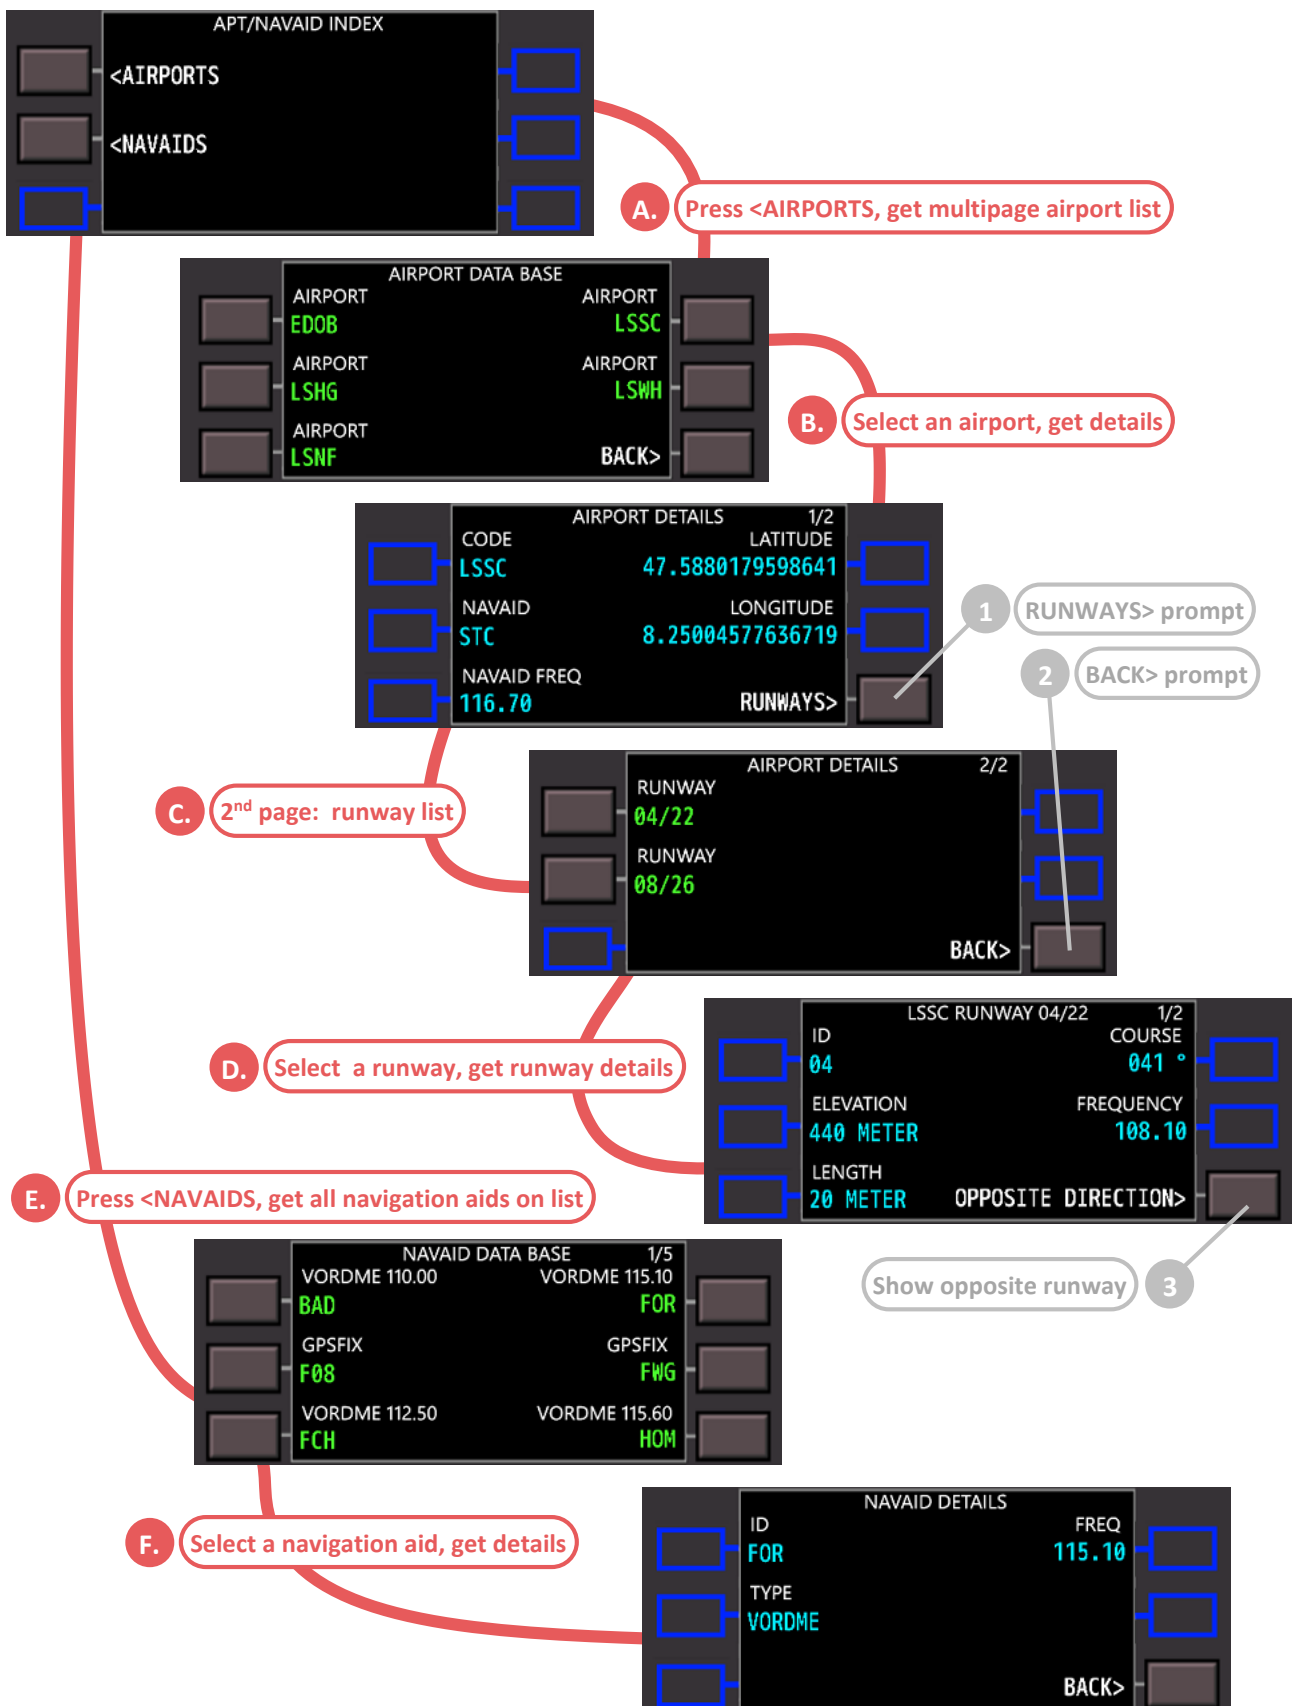 APT/NAVAID INDEX
<AIRPORTS
<NAVAIDS
A. Press <AIRPORTS, get multipage airport list
AIRPORT DATA BASE
AIRPORT AIRPORT
EDOB LSSC
AIRPORT AIRPORT
LSHG LSWH
AIRPORT
LSNF BACK>
B. Select an airport, get details
AIRPORT DETAILS 1/2
CODE LATITUDE
LSSC 47.5880179598641
NAVAID LONGITUDE
STC 8.25004577636719
NAVAID FREQ
116.70 RUNWAYS>
1 RUNWAYS> prompt
2 BACK> prompt
C. 2nd page: runway list
AIRPORT DETAILS 2/2
RUNWAY
04/22
RUNWAY
08/26
BACK>
D. Select a runway, get runway details
LSSC RUNWAY 04/22 1/2
ID COURSE
04 041 °
ELEVATION FREQUENCY
440 METER 108.10
LENGTH
20 METER OPPOSITE DIRECTION>
Show opposite runway 3
E. Press <NAVAIDS, get all navigation aids on list
NAVAID DATA BASE 1/5
VORDME 110.00 VORDME 115.10
BAD FOR
GPSFIX GPSFIX
F08 FWG
VORDME 112.50 VORDME 115.60
FCH HOM
F. Select a navigation aid, get details
NAVAID DETAILS
ID FREQ
FOR 115.10
TYPE
VORDME
BACK>